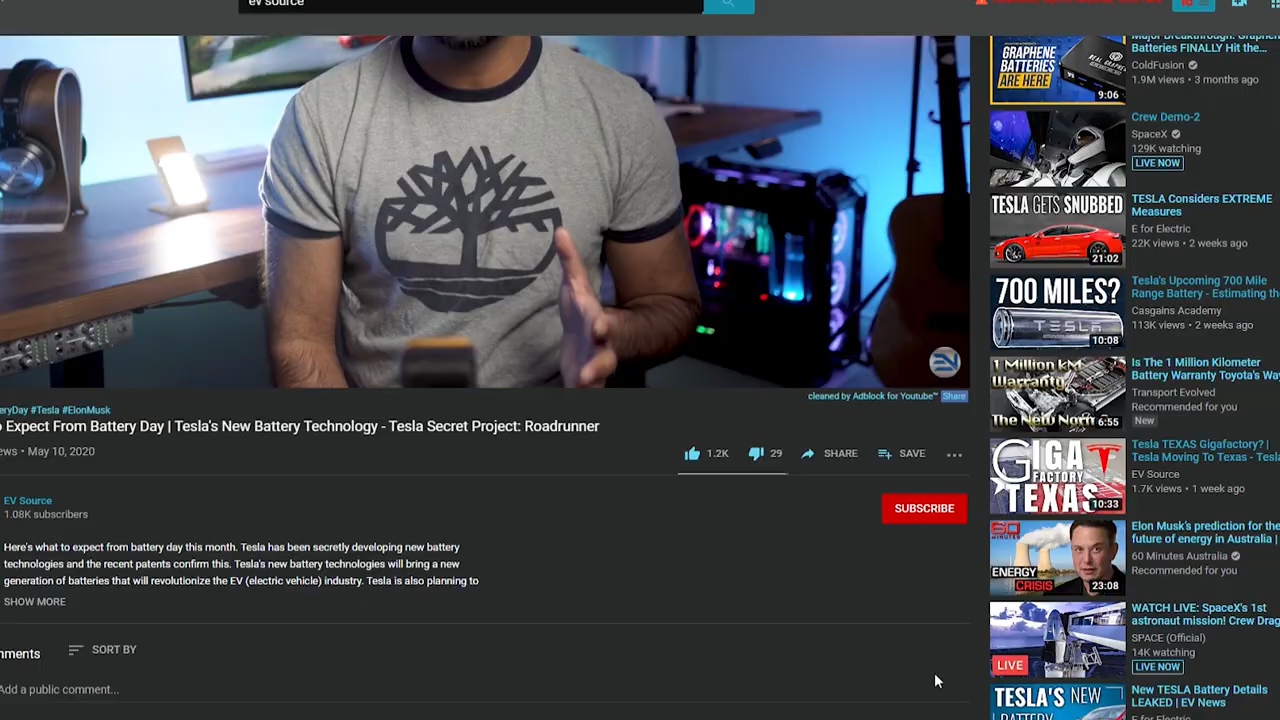 ev source
eryDay #Tesla #ElonMusk
cleaned by Adblock for Youtube™ Share
Expect From Battery Day | Tesla's New Battery Technology - Tesla Secret Project: Roadrunner
ews • May 10, 2020
1.2K 29 SHARE SAVE
EV Source
1.08K subscribers
SUBSCRIBE
Here's what to expect from battery day this month. Tesla has been secretly developing new battery
technologies and the recent patents confirm this. Tesla's new battery technologies will bring a new
generation of batteries that will revolutionize the EV (electric vehicle) industry. Tesla is also planning to
SHOW MORE
mments SORT BY
Add a public comment...
GRAPHENE
BATTERIES
ARE HERE
9:06
Major Breakthrough: Graphen
Batteries FINALLY Hit the...
ColdFusion
1.9M views • 3 months ago
Crew Demo-2
SpaceX
129K watching
LIVE NOW
TESLA GETS SNUBBED
21:02
TESLA Considers EXTREME
Measures
E for Electric
22K views • 2 weeks ago
700 MILES?
TESLA
10:08
Tesla's Upcoming 700 Mile
Range Battery - Estimating th
Casgains Academy
113K views • 2 weeks ago
1 Million kM
Warranty
The New Norm
6:55
Is The 1 Million Kilometer
Battery Warranty Toyota's Wa
Transport Evolved
Recommended for you
New
GIGA
FACTORY
TEXAS
10:33
Tesla TEXAS Gigafactory? |
Tesla Moving To Texas - Tesla
EV Source
1.7K views • 1 week ago
60
MINUTES
ENERGY
CRISIS
23:08
Elon Musk's prediction for the
future of energy in Australia |
60 Minutes Australia
Recommended for you
LIVE
WATCH LIVE: SpaceX's 1st
astronaut mission! Crew Drag
SPACE (Official)
14K watching
LIVE NOW
TESLA'S NEW
New TESLA Battery Details
LEAKED | EV News
E for Electric